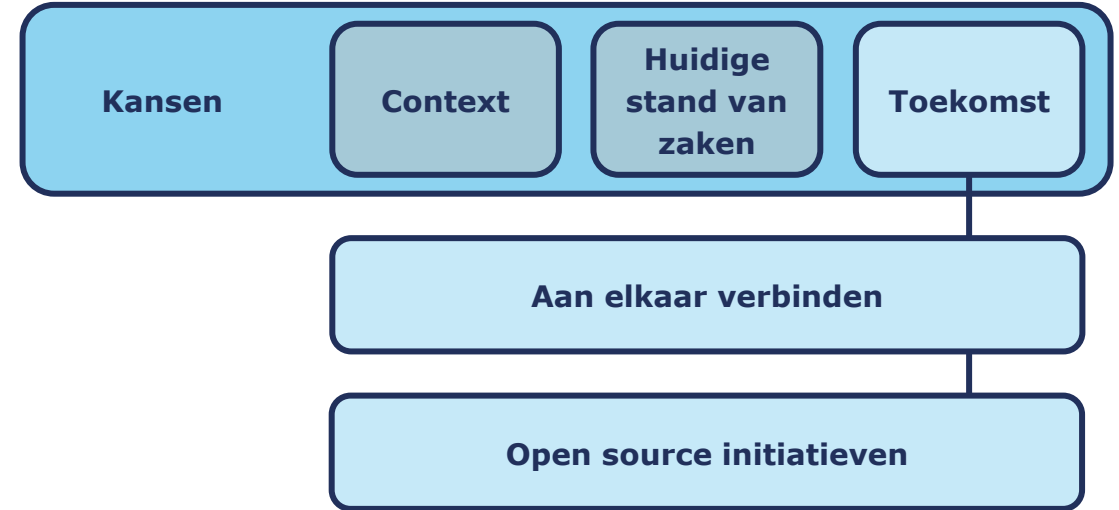 Kansen
Context
Huidige
stand van
zaken
Toekomst
Aan elkaar verbinden
Open source initiatieven